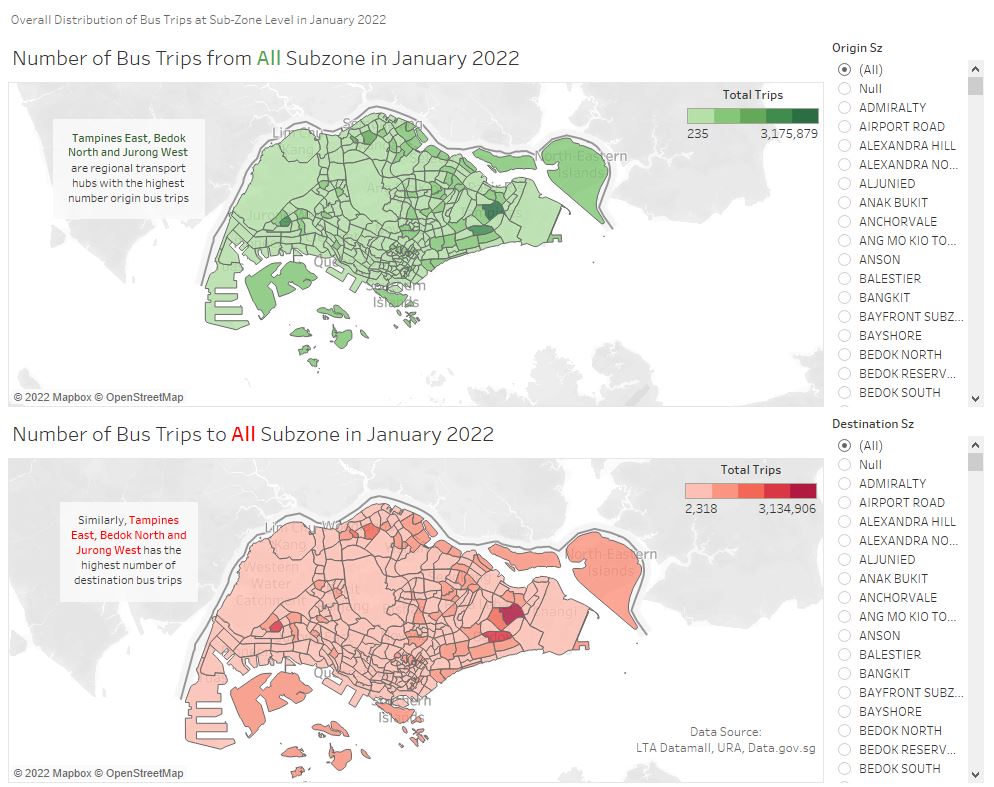 Overall Distribution of Bus Trips at Sub-Zone Level in January 2022
Number of Bus Trips from All Subzone in January 2022
Tampines East, Bedok
North and Jurong West
are regional transport
hubs with the highest
number origin bus trips
Total Trips
235
3,175,879
North-Eastern
Islands
Islands
© 2022 Mapbox © OpenStreetMap
Origin Sz
(All)
Null
ADMIRALTY
AIRPORT ROAD
ALEXANDRA HILL
ALEXANDRA NO...
ALJUNIED
ANAK BUKIT
ANCHORVALE
ANG MO KIO TO...
ANSON
BALESTIER
BANGKIT
BAYFRONT SUBZ...
BAYSHORE
BEDOK NORTH
BEDOK RESERV...
BEDOK SOUTH
Number of Bus Trips to All Subzone in January 2022
Similarly, Tampines
East, Bedok North and
Jurong West has the
highest number of
destination bus trips
Total Trips
2,318
3,134,906
North-Eastern
Islands
Western
Water
Catchment
Islands
Data Source:
LTA Datamall, URA, Data.gov.sg
© 2022 Mapbox © OpenStreetMap
Destination Sz
(All)
Null
ADMIRALTY
AIRPORT ROAD
ALEXANDRA HILL
ALEXANDRA NO...
ALJUNIED
ANAK BUKIT
ANCHORVALE
ANG MO KIO TO...
ANSON
BALESTIER
BANGKIT
BAYFRONT SUBZ...
BAYSHORE
BEDOK NORTH
BEDOK RESERV...
BEDOK SOUTH